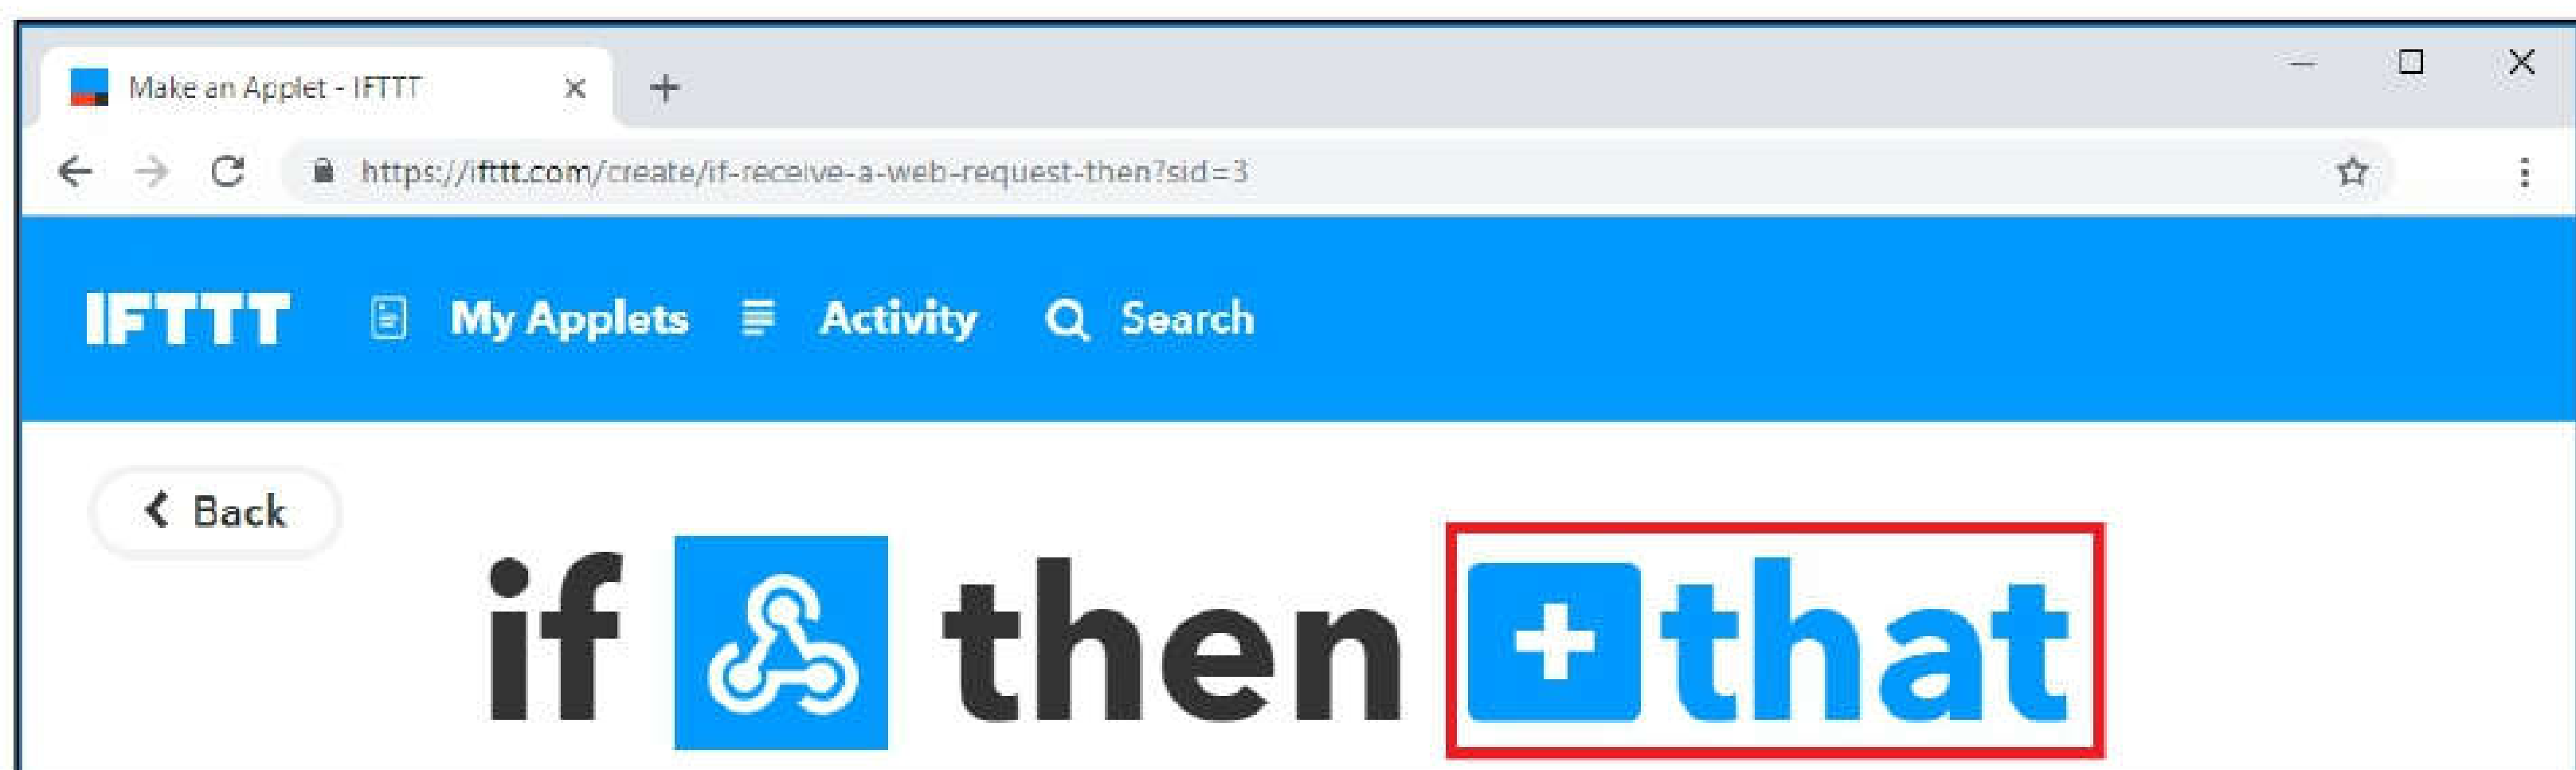 Make an Applet - IFTTT
https://ifttt.com/create/if-receive-a-web-request-then?sid=3
IFTTT My Applets Activity Search
Back
if then +that